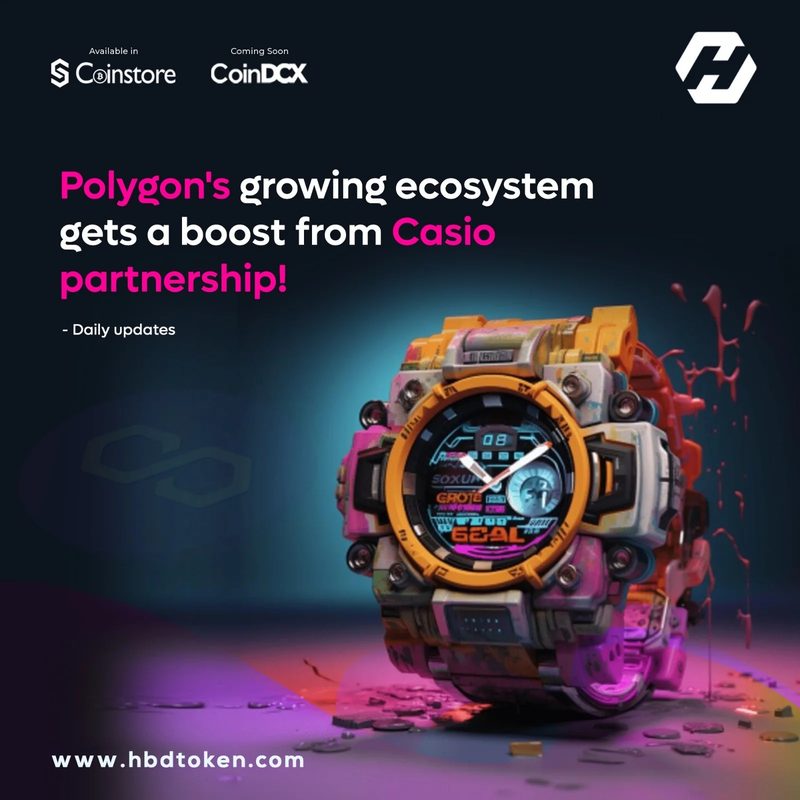 Available in
Coinstore
Coming Soon
CoinDCX
H
Polygon's growing ecosystem
gets a boost from Casio
partnership!
- Daily updates
08
www.hbdtoken.com